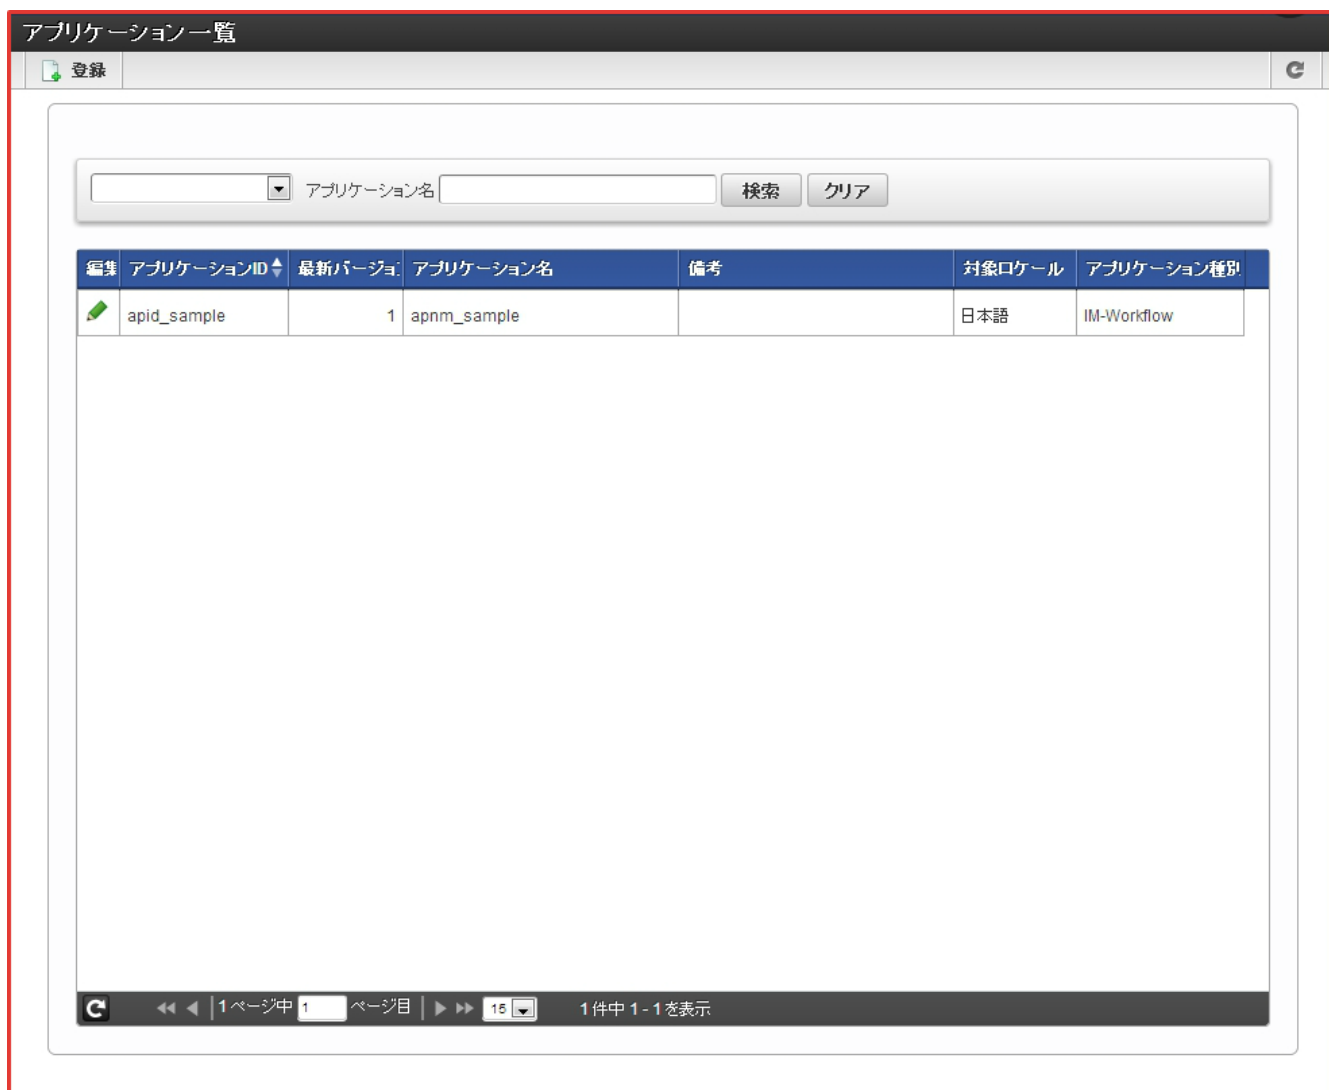 アプリケーション一覧
登録
アプリケーション名 検索 クリア
編集 アプリケーションID 最新バージョン アプリケーション名 備考 対象ロケール アプリケーション種別
apid_sample 1 apnm_sample 日本語 IM-Workflow
1 ページ中 1 ページ目 15 1 件中 1 - 1 を表示